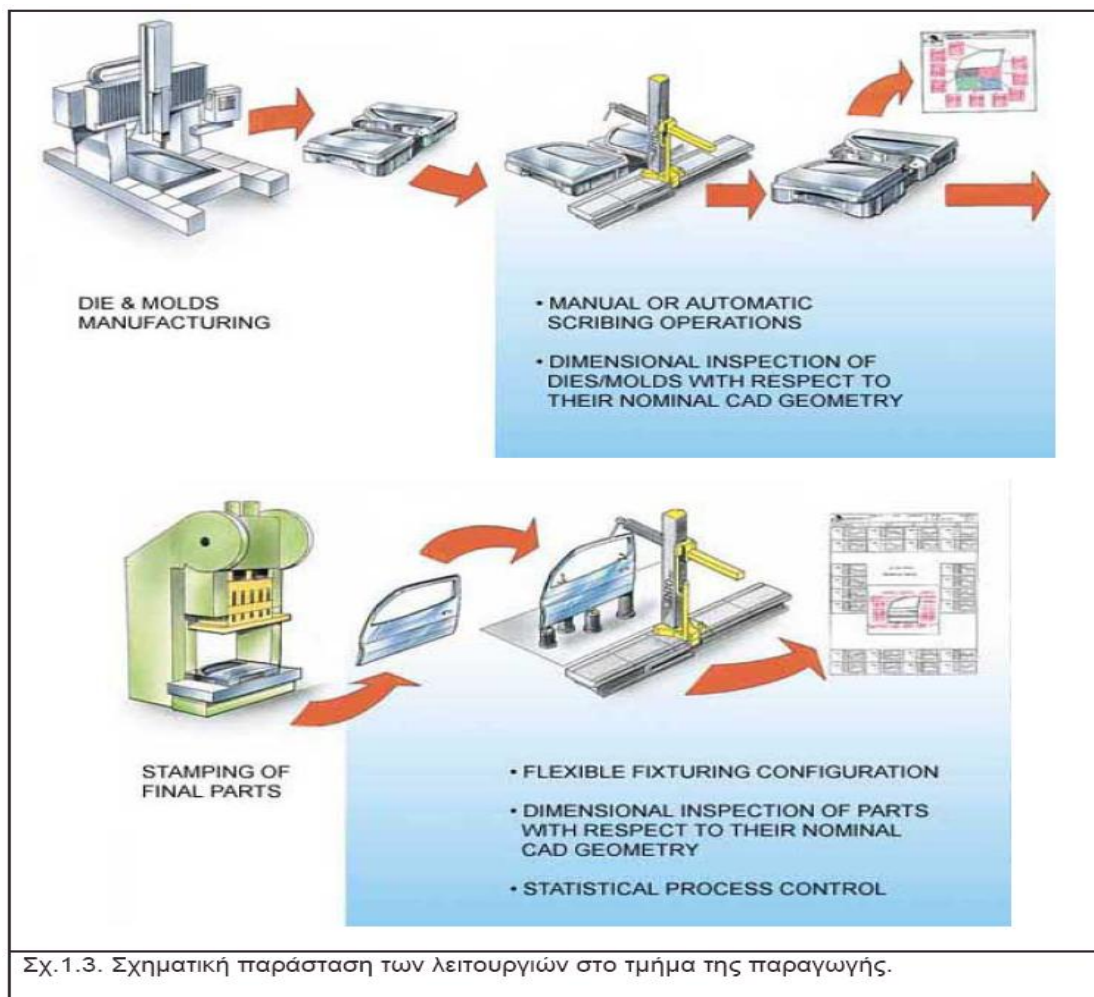 DIE & MOLDS
MANUFACTURING
• MANUAL OR AUTOMATIC
SCRIBING OPERATIONS
• DIMENSIONAL INSPECTION OF
DIES/MOLDS WITH RESPECT TO
THEIR NOMINAL CAD GEOMETRY
STAMPING OF
FINAL PARTS
• FLEXIBLE FIXTURING CONFIGURATION
• DIMENSIONAL INSPECTION OF PARTS
WITH RESPECT TO THEIR NOMINAL
CAD GEOMETRY
• STATISTICAL PROCESS CONTROL
Σχ.1.3. Σχηματική παράσταση των λειτουργιών στο τμήμα της παραγωγής.